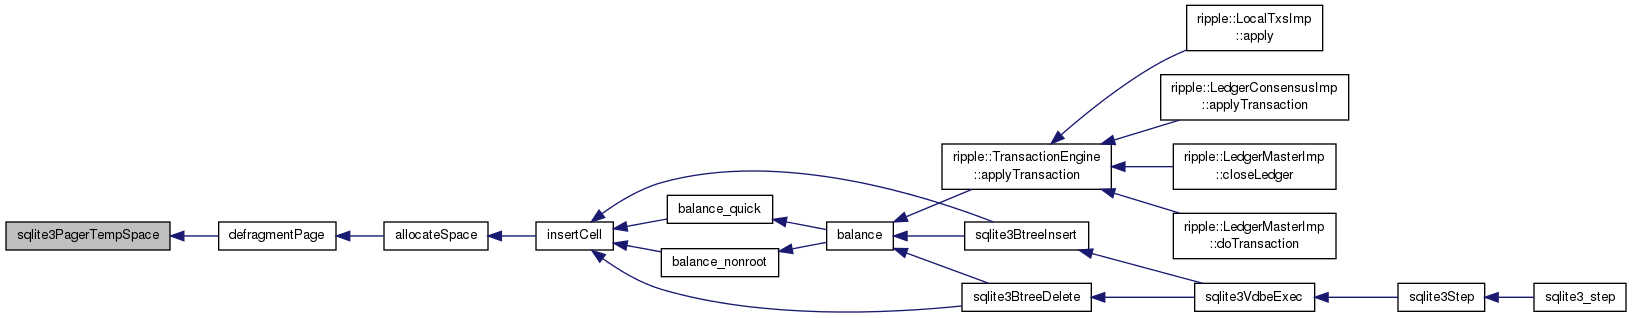 ripple::LocalTxsImp
::apply
ripple::LedgerConsensusImp
::applyTransaction
ripple::TransactionEngine
::applyTransaction
ripple::LedgerMasterImp
::closeLedger
ripple::LedgerMasterImp
::doTransaction
sqlite3PagerTempSpace
defragmentPage
allocateSpace
insertCell
balance_quick
balance_nonroot
balance
sqlite3BtreeInsert
sqlite3BtreeDelete
sqlite3VdbeExec
sqlite3Step
sqlite3_step